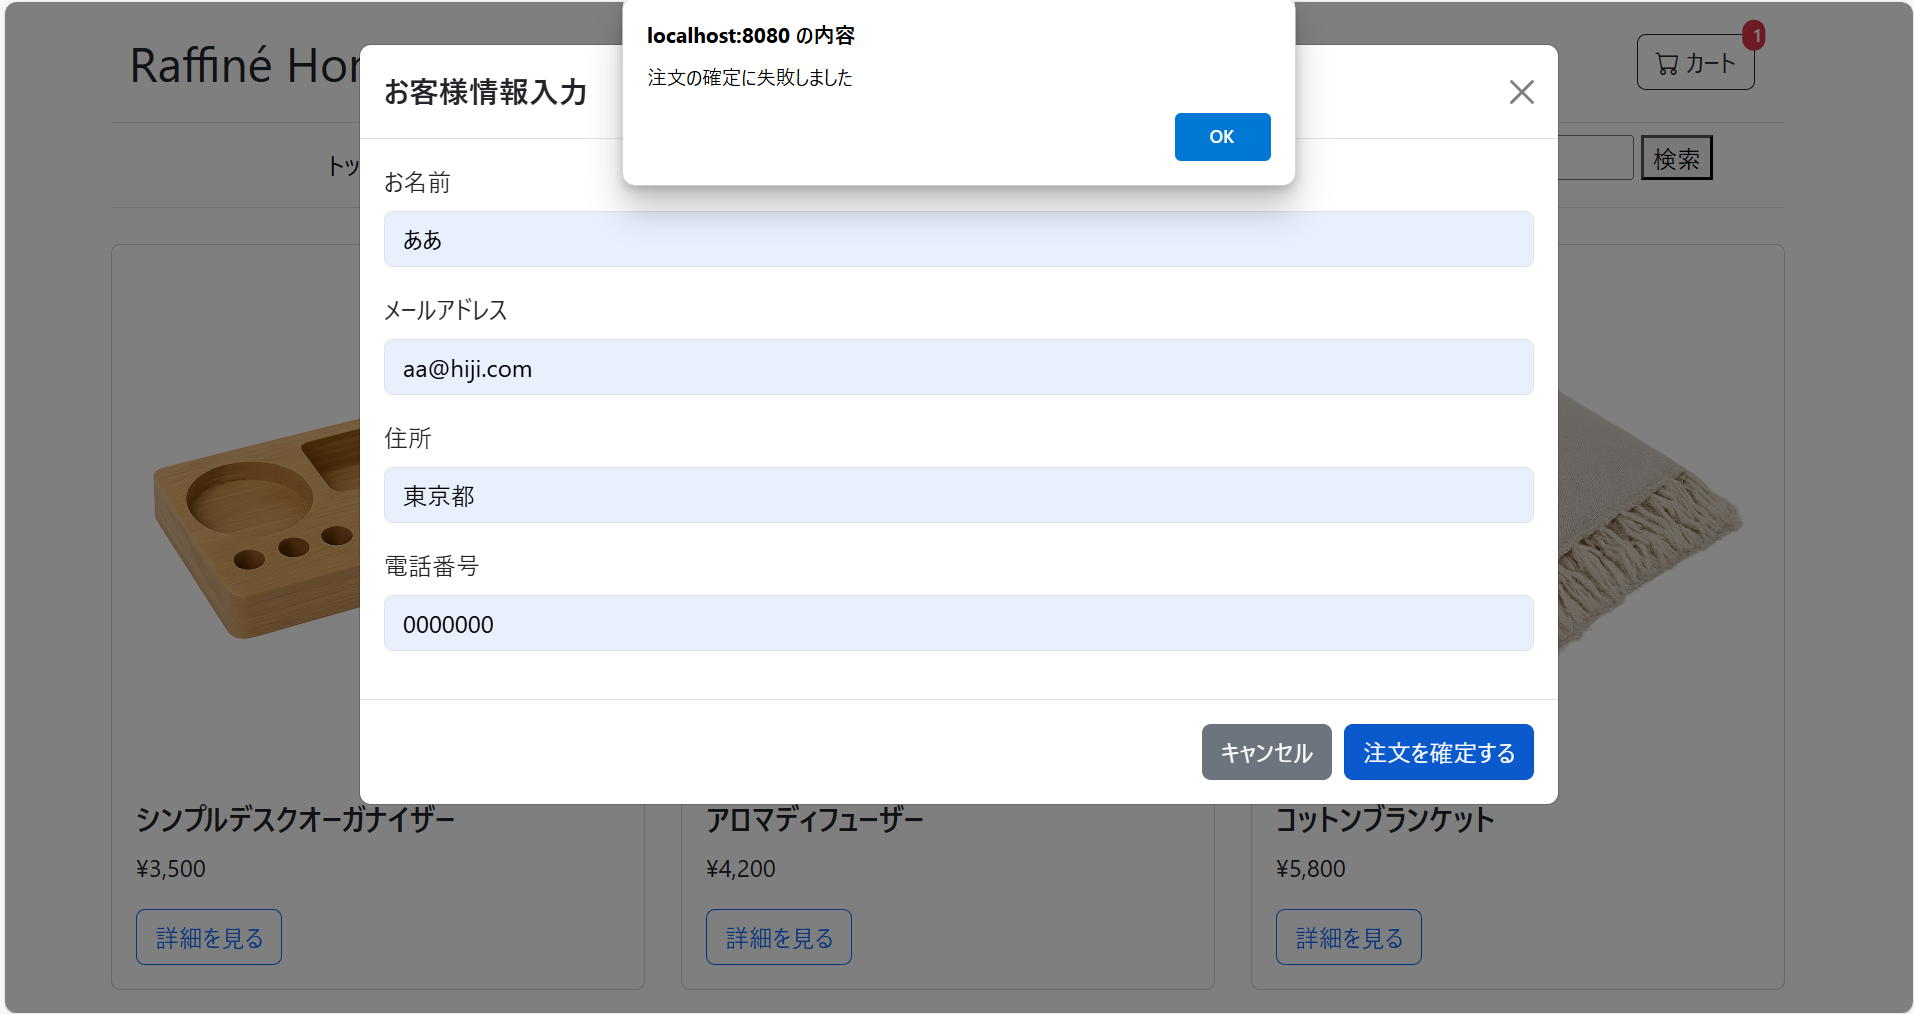 localhost:8080 の内容
注文の確定に失敗しました
OK
Raffiné Hor
カート
1
お客様情報入力
トッ
検索
お名前
ああ
メールアドレス
aa@hiji.com
住所
東京都
電話番号
0000000
キャンセル
注文を確定する
シンプルデスクオーガナイザー
¥3,500
詳細を見る
アロマディフューザー
¥4,200
詳細を見る
コットンブランケット
¥5,800
詳細を見る